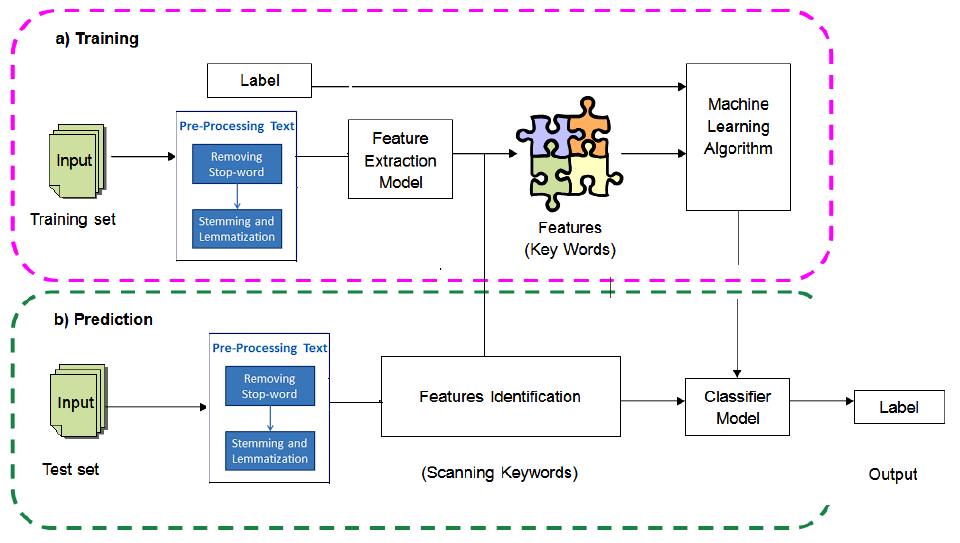 a) Training
Label
Machine
Learning
Algorithm
Pre-Processing Text
Removing
Stop-word
Stemming and
Lemmatization
Feature
Extraction
Model
Input
Training set
Features
(Key Words)
b) Prediction
Pre-Processing Text
Removing
Stop-word
Stemming and
Lemmatization
Input
Test set
Features Identification
(Scanning Keywords)
Classifier
Model
Label
Output